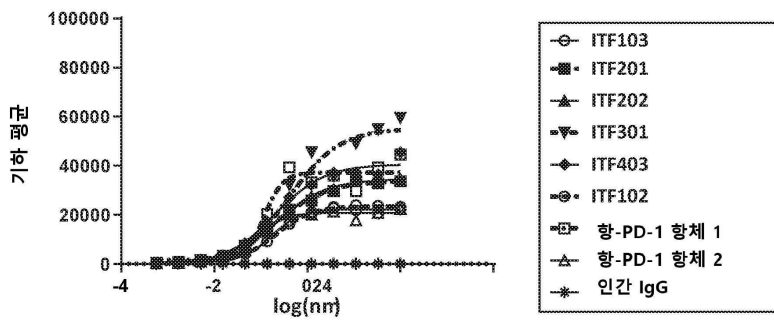 100000
80000
60000
40000
20000
0
기하 평균
-4
-2
024
log(nm)
ITF103
ITF201
ITF202
ITF301
ITF403
ITF102
항-PD-1 항체 1
항-PD-1 항체 2
인간 IgG